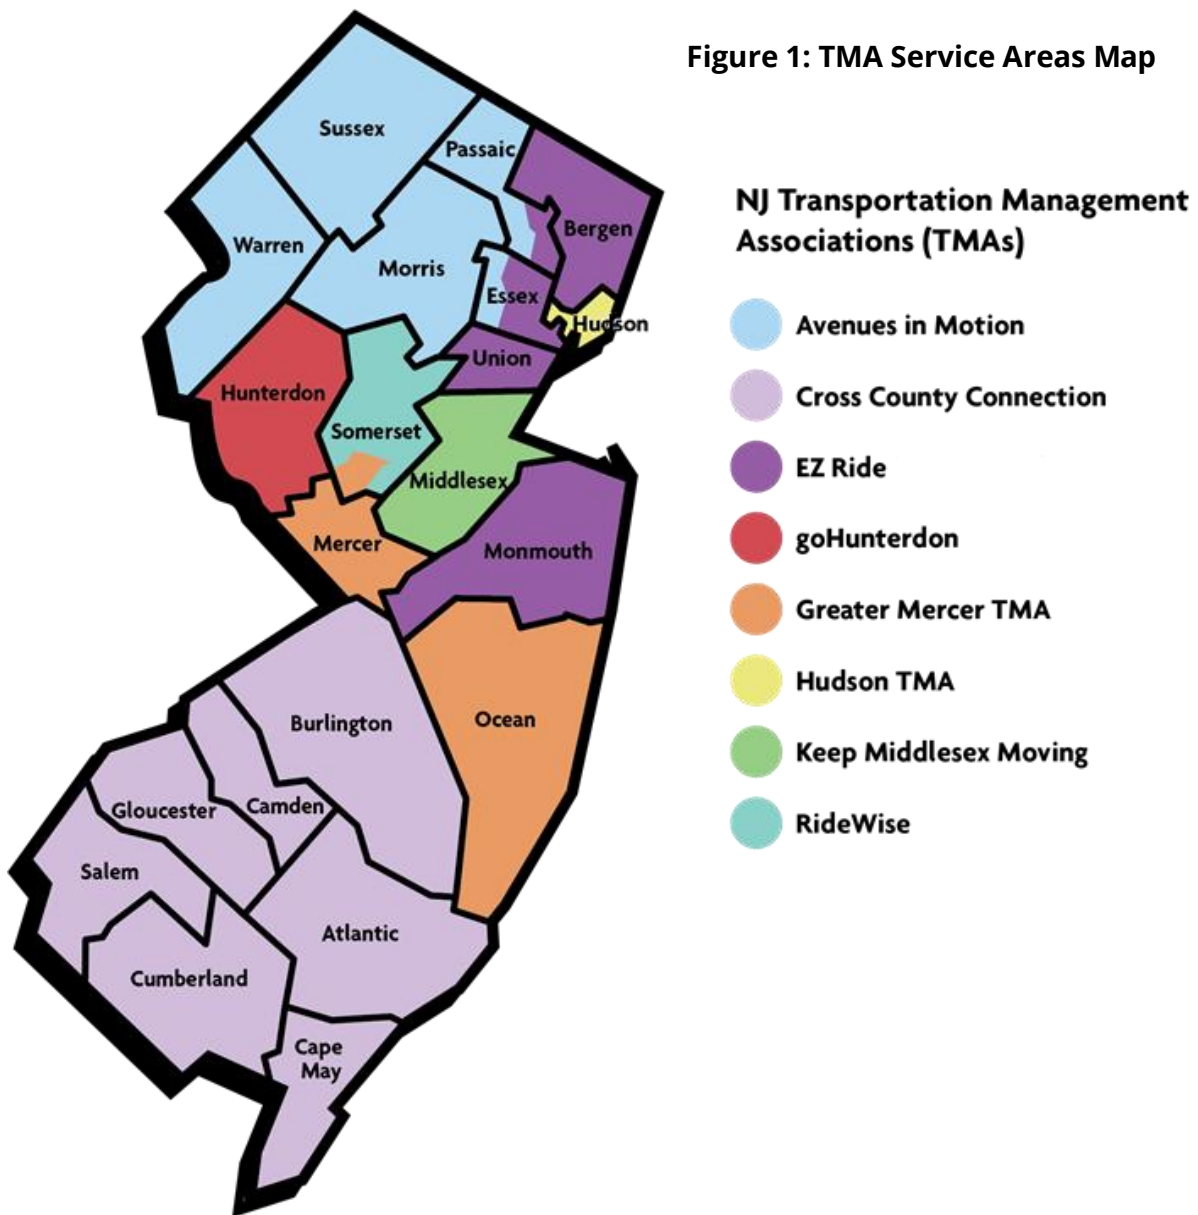 Figure 1: TMA Service Areas Map
NJ Transportation Management
Associations (TMAs)
Avenues in Motion
Cross County Connection
EZ Ride
goHunterdon
Greater Mercer TMA
Hudson TMA
Keep Middlesex Moving
RideWise
Sussex
Passaic
Bergen
Warren
Morris
Essex
Hudson
Union
Hunterdon
Somerset
Middlesex
Mercer
Monmouth
Ocean
Burlington
Camden
Gloucester
Salem
Atlantic
Cumberland
Cape
May